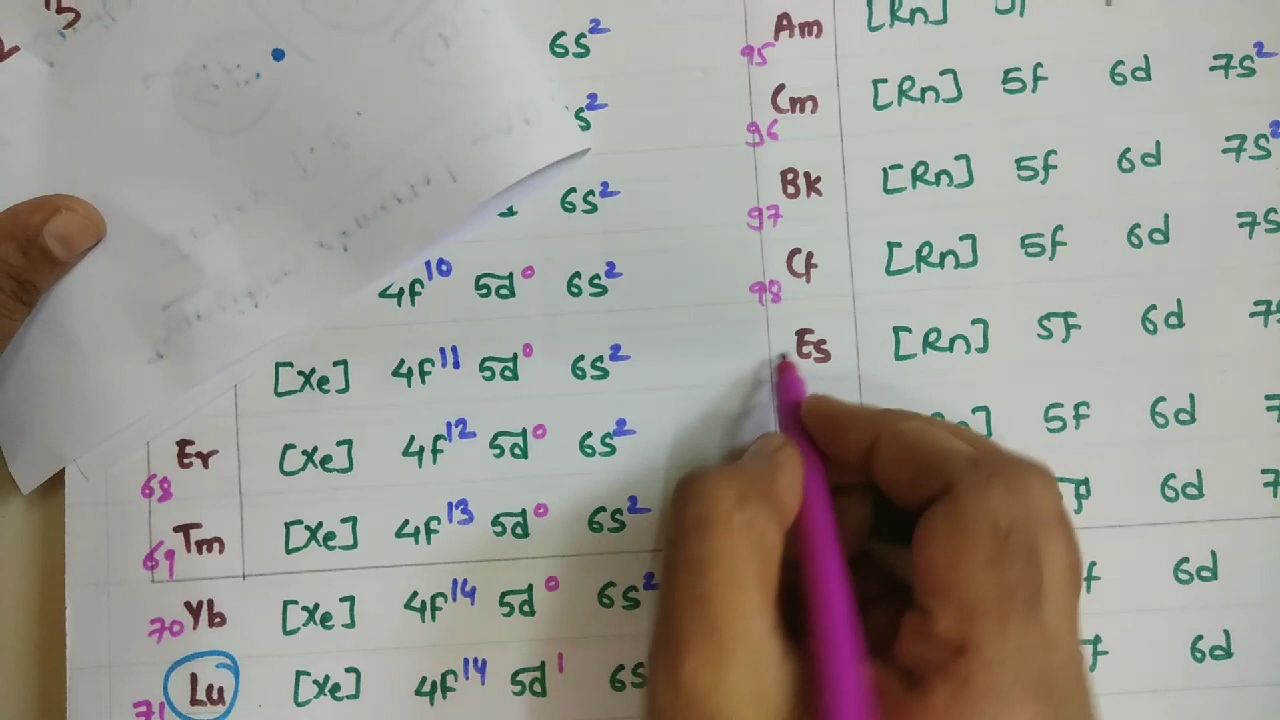 6s²
s²
6s²
4f¹⁰ 5d⁰ 6s²
[Xe] 4f¹¹ 5d⁰ 6s²
68 Er [Xe] 4f¹² 5d⁰ 6s²
69 Tm [Xe] 4f¹³ 5d⁰ 6s²
70 Yb [Xe] 4f¹⁴ 5d⁰ 6s²
71 Lu [Xe] 4f¹⁴ 5d¹ 6s
95 Am [Rn]
96 Cm [Rn] 5f 6d 7s²
97 Bk [Rn] 5f 6d 7s²
98 Cf [Rn] 5f 6d 7s
Es [Rn] 5f 6d 7s
5f 6d
6d
f 6d
f 6d